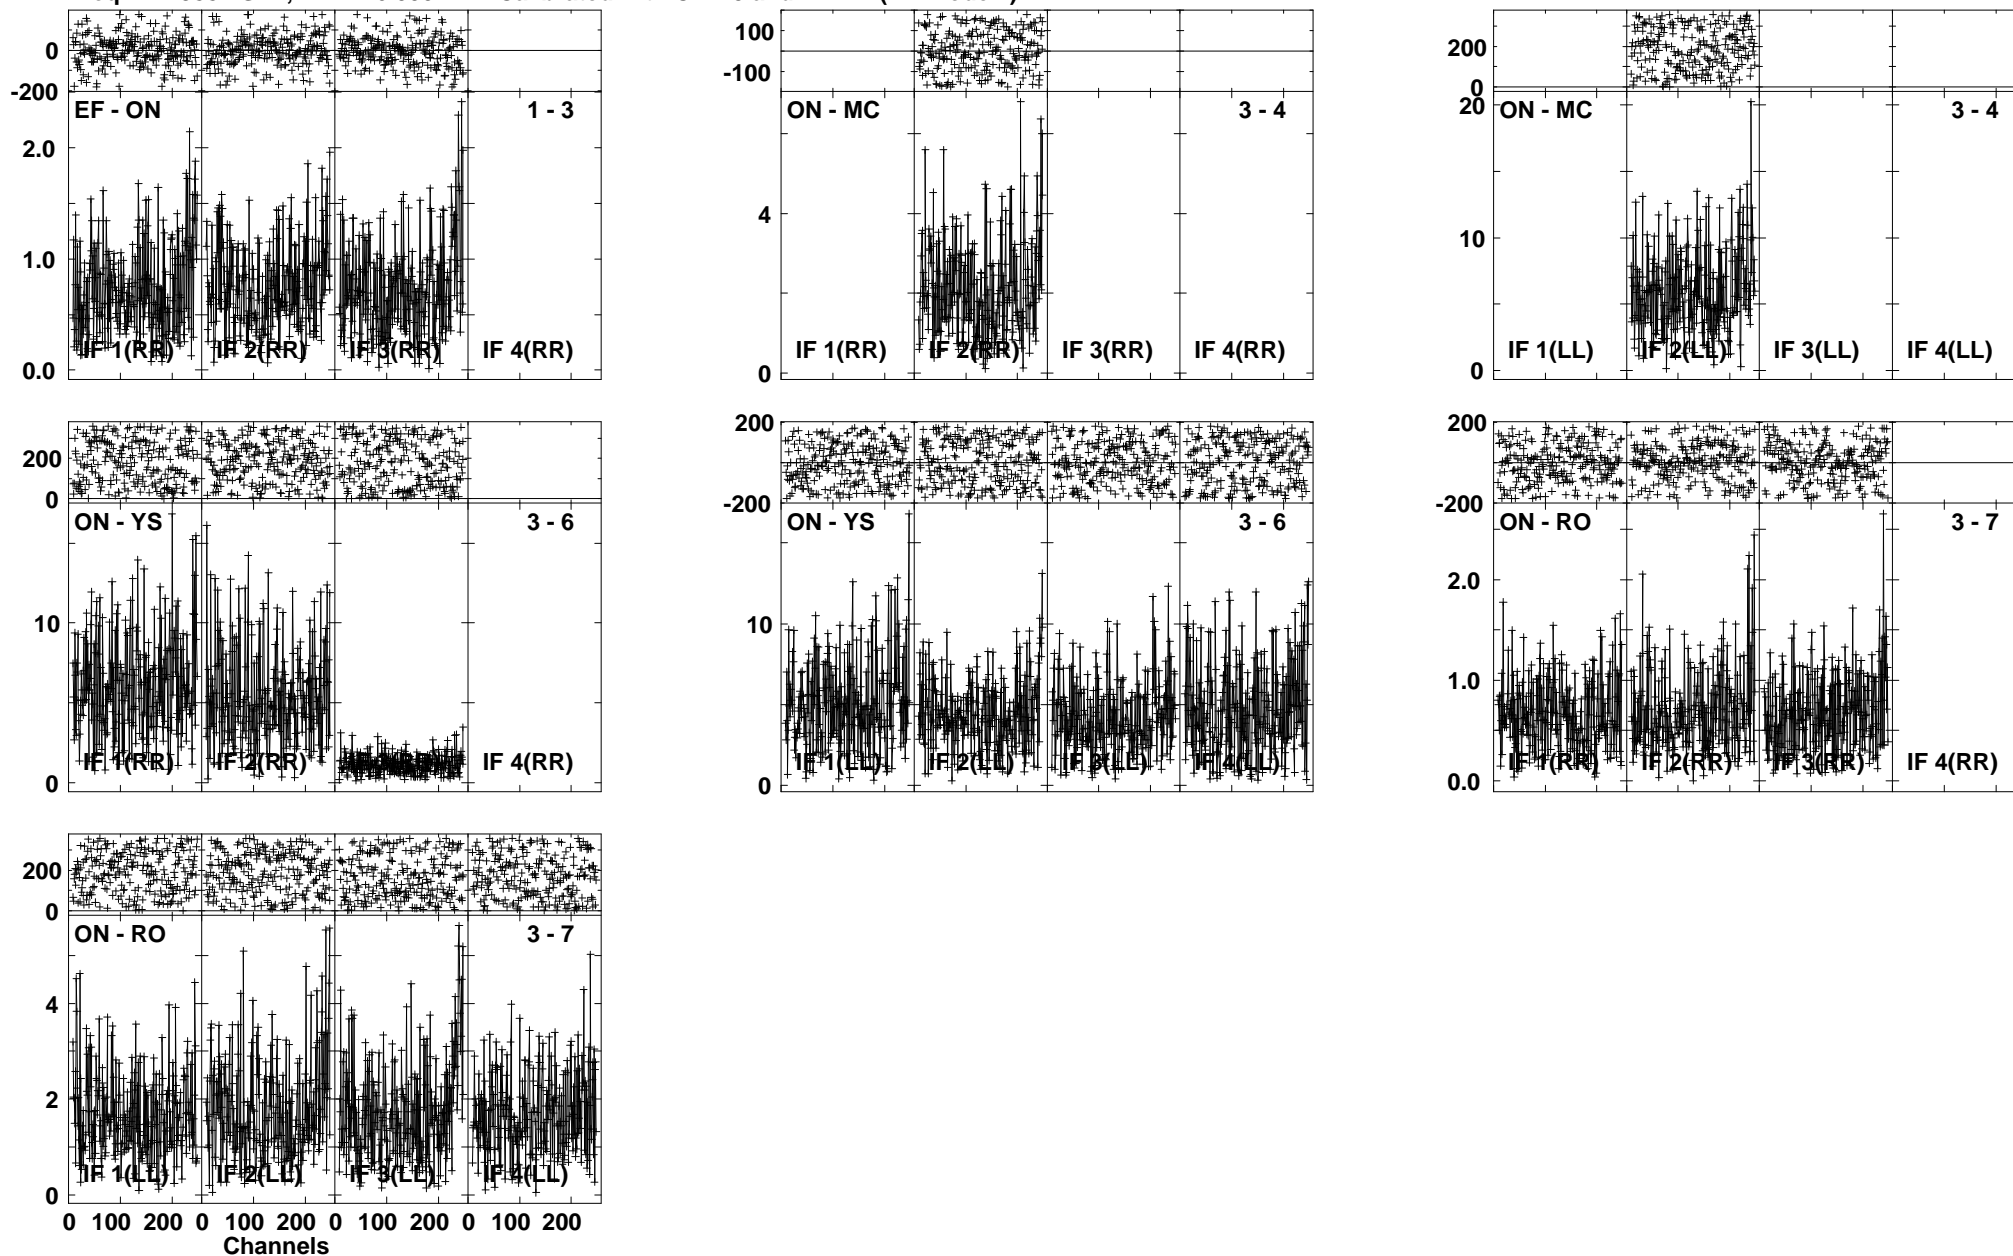 0
-200
EF - ON 1 - 3
2.0
1.0
0.0
IF 1(RR) IF 2(RR) IF 3(RR) IF 4(RR)
100
-100
ON - MC 3 - 4
4
0
IF 1(RR) IF 2(RR) IF 3(RR) IF 4(RR)
200
0
20
ON - MC 3 - 4
10
0
IF 1(LL) IF 2(LL) IF 3(LL) IF 4(LL)
200
0
ON - YS 3 - 6
10
0
IF 1(RR) IF 2(RR) IF 4(RR)
200
-200
ON - YS 3 - 6
10
0
IF 1(LL) IF 2(LL) IF 3(LL) IF 4(LL)
200
-200
ON - RO 3 - 7
2.0
1.0
0.0
IF 1(RR) IF 2(RR) IF 3(RR) IF 4(RR)
200
0
ON - RO 3 - 7
4
2
0
IF 1(LL) IF 2(LL) IF 3(LL) IF 4(LL)
0 100 200 0 100 200 0 100 200 0 100 200
Channels